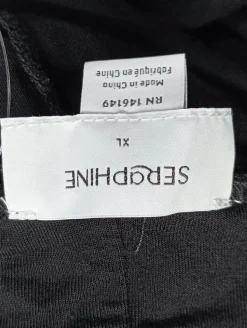 SERAPHINE
XL
RN 146149
Made in China
Fabriqué en Chine